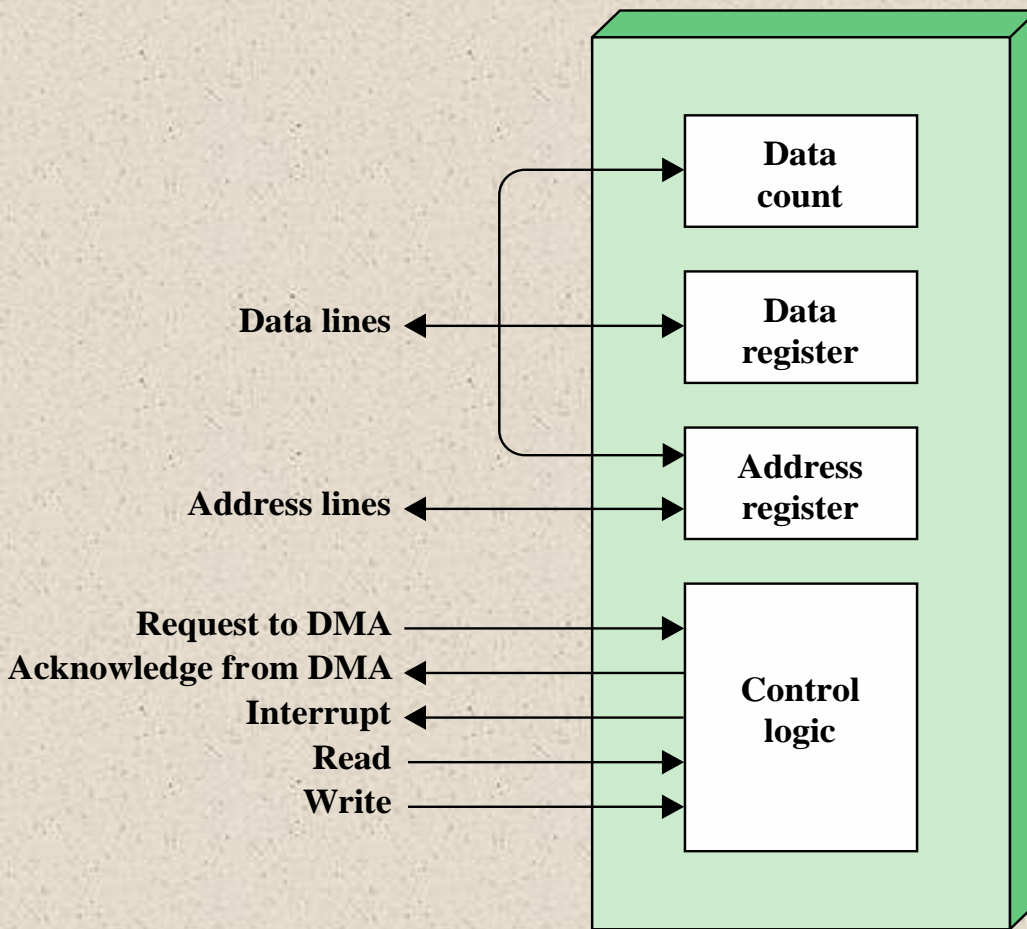 Data
count
Data lines
Data
register
Address
register
Address lines
Request to DMA
Acknowledge from DMA
Interrupt
Read
Write
Control
logic